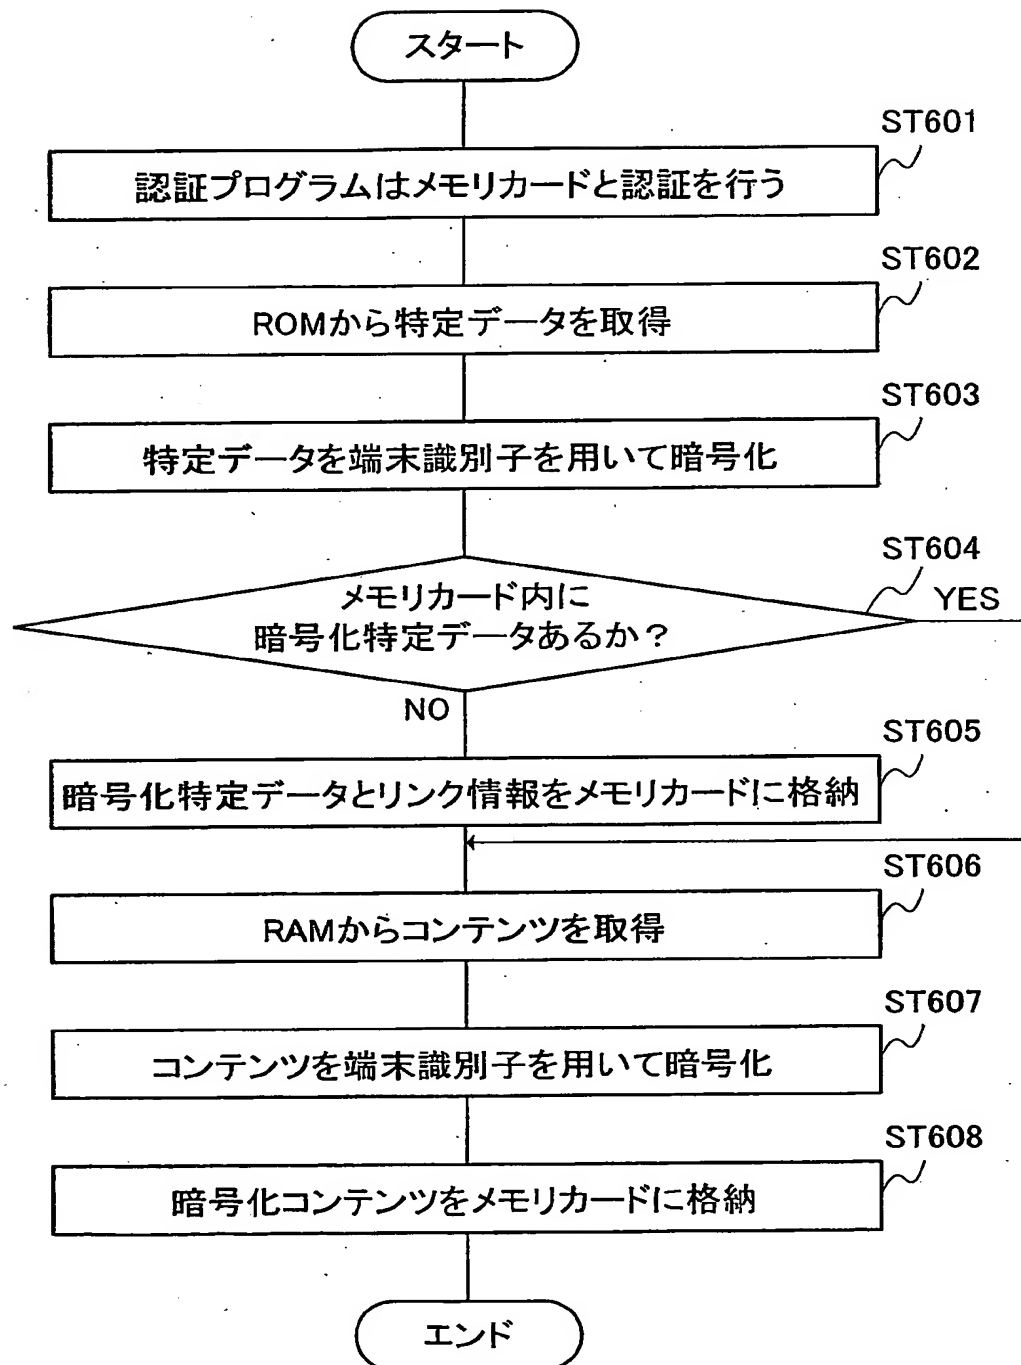 スタート
ST601
認証プログラムはメモリカードと認証を行う
ST602
ROMから特定データを取得
ST603
特定データを端末識別子を用いて暗号化
ST604
メモリカード内に
暗号化特定データあるか？
YES
NO
ST605
暗号化特定データとリンク情報をメモリカードに格納
ST606
RAMからコンテンツを取得
ST607
コンテンツを端末識別子を用いて暗号化
ST608
暗号化コンテンツをメモリカードに格納
エンド